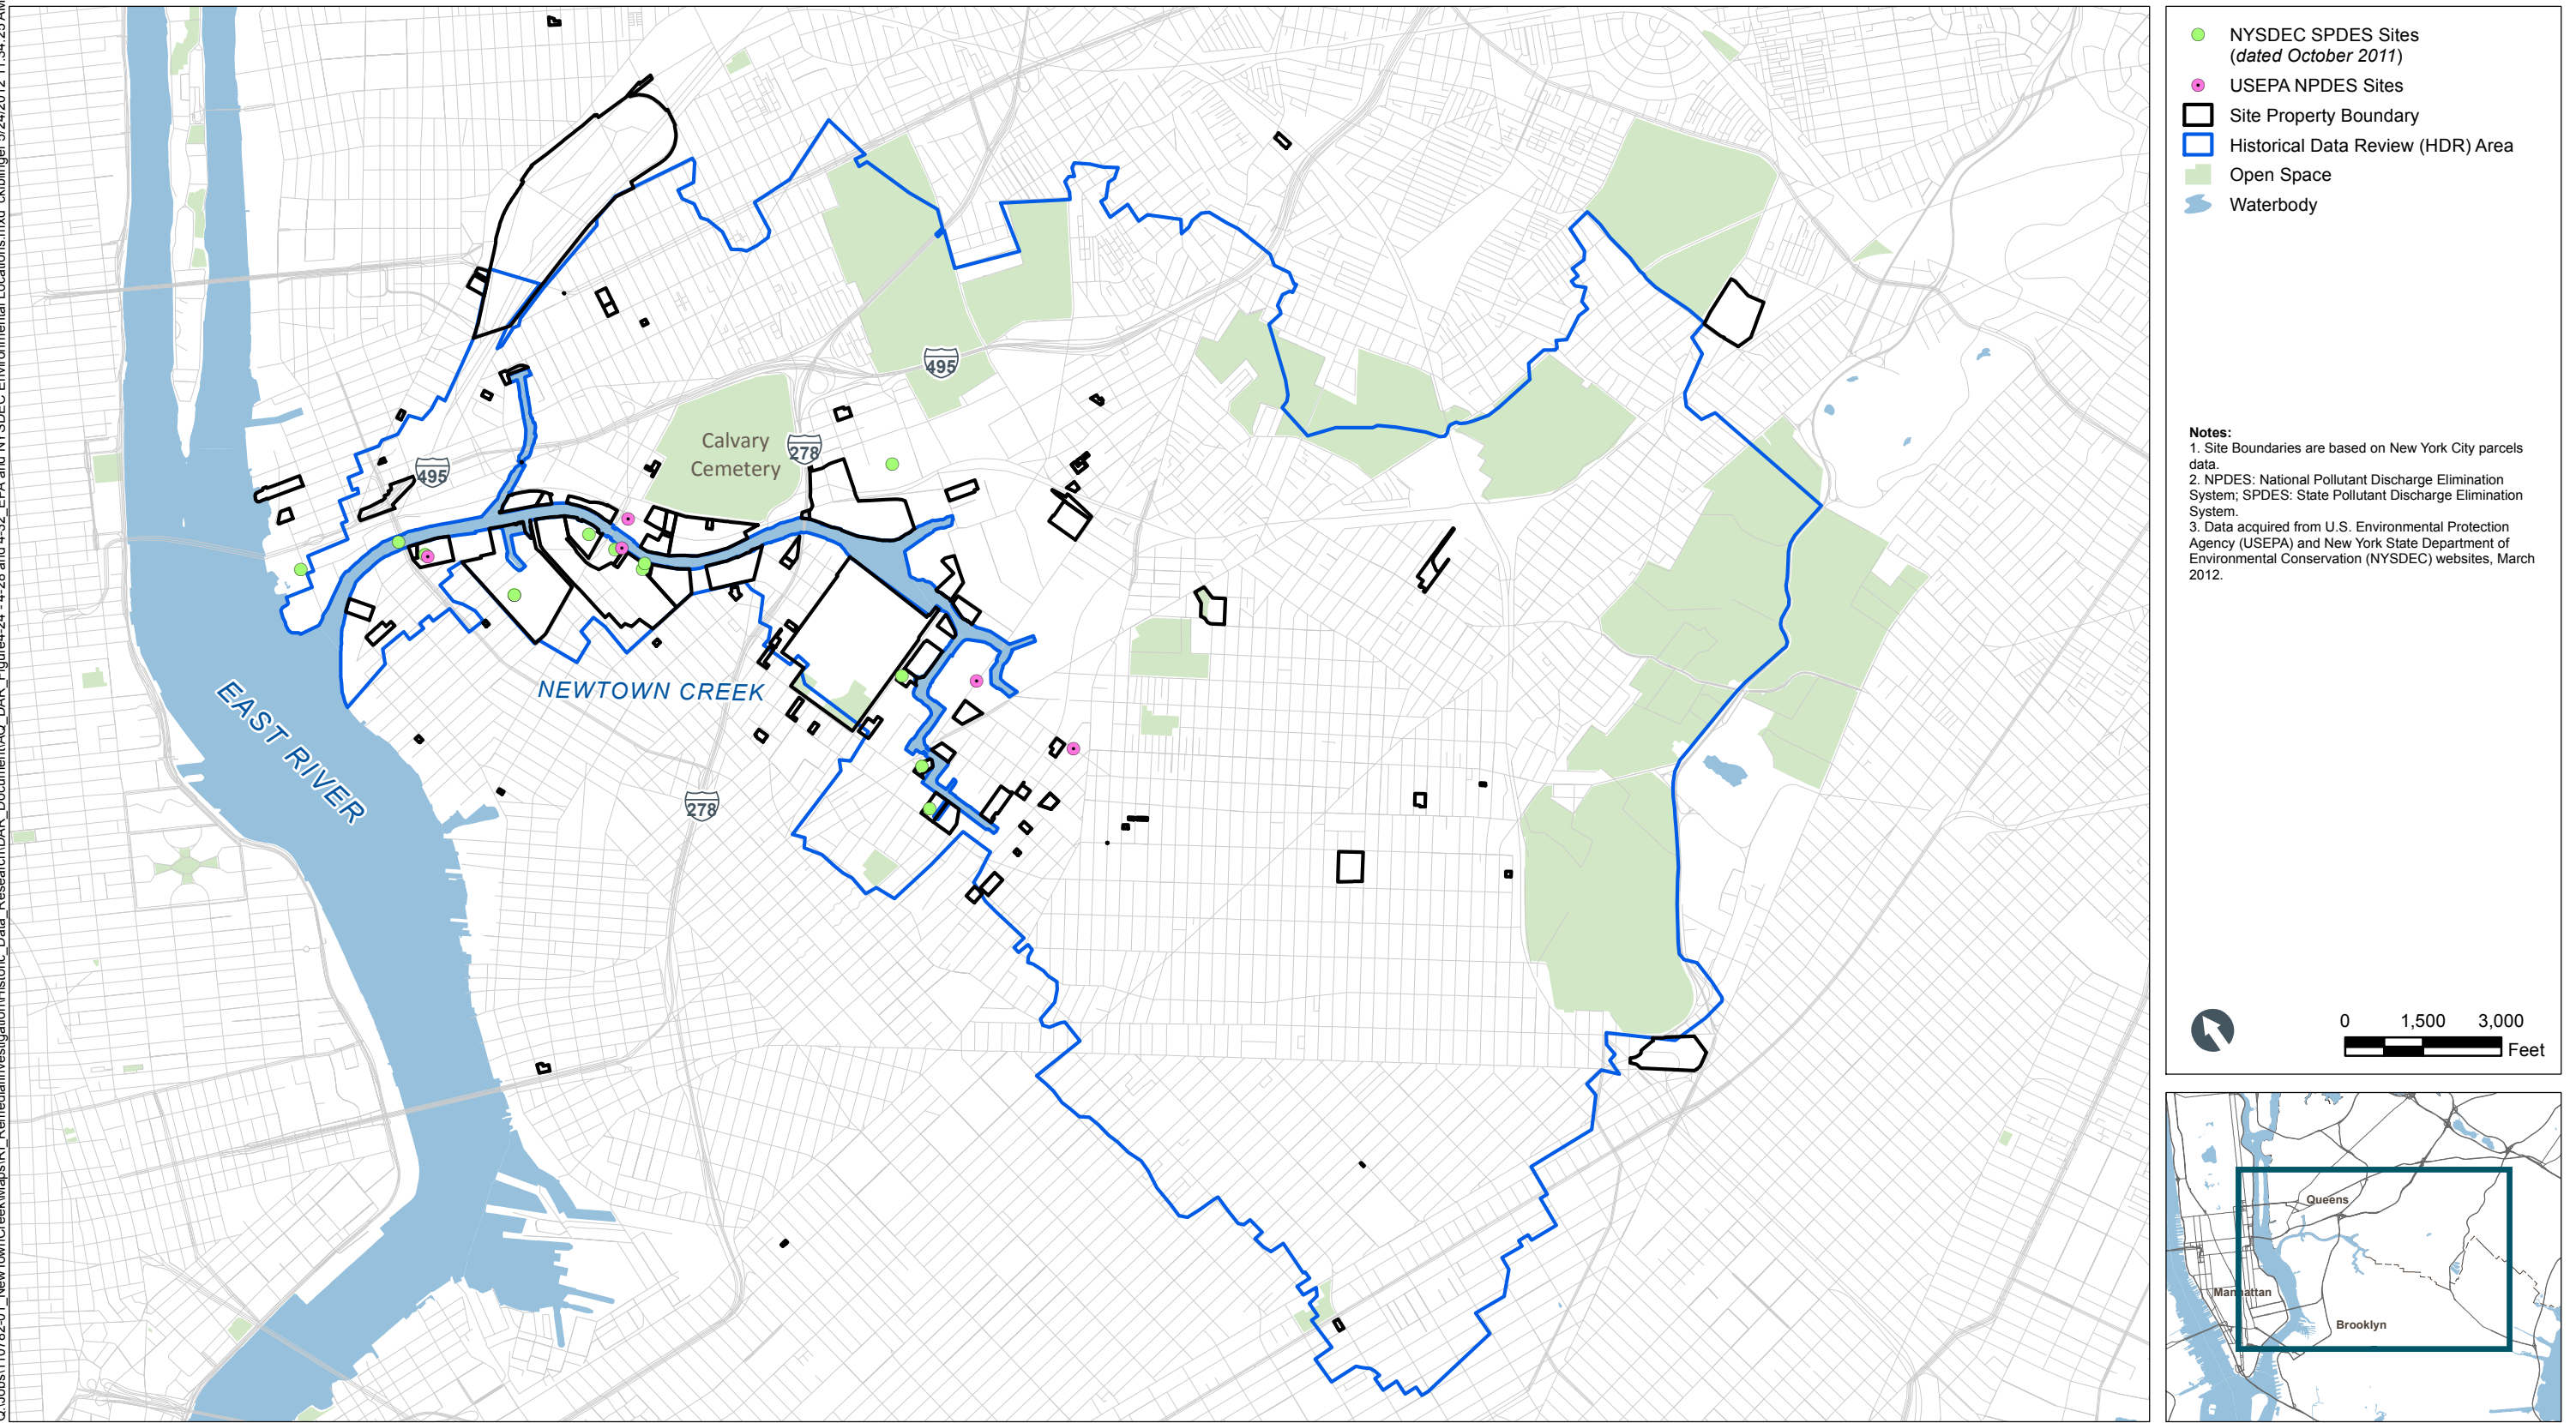 495
Calvary
Cemetery
278
495
NEWTOWN CREEK
EAST RIVER
278
NYSDEC SPDES Sites
(dated October 2011)
USEPA NPDES Sites
Site Property Boundary
Historical Data Review (HDR) Area
Open Space
Waterbody
Notes:
1. Site Boundaries are based on New York City parcels
data.
2. NPDES: National Pollutant Discharge Elimination
System; SPDES: State Pollutant Discharge Elimination
System.
3. Data acquired from U.S. Environmental Protection
Agency (USEPA) and New York State Department of
Environmental Conservation (NYSDEC) websites, March
2012.
0 1,500 3,000
Feet
Queens
Manhattan
Brooklyn